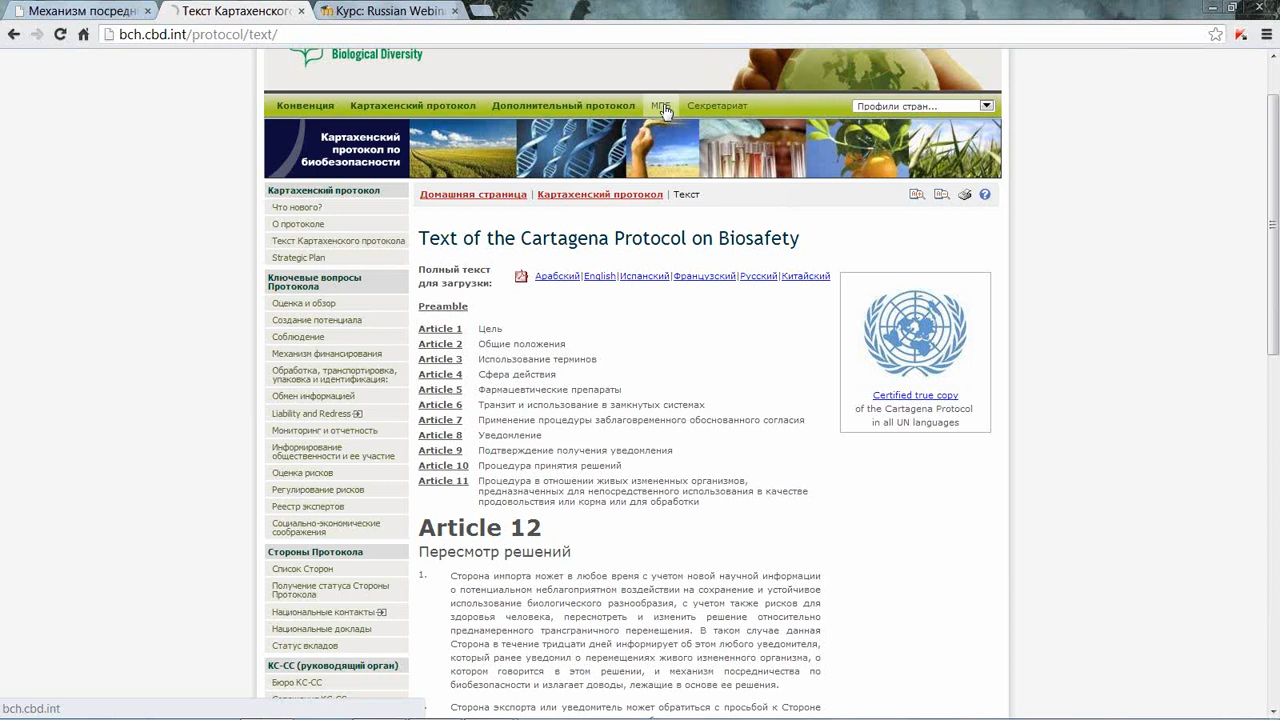 Механизм посредн
Текст Картахенского
Курс: Russian Webina
bch.cbd.int/protocol/text/
Biological Diversity
Конвенция Картахенский протокол Дополнительный протокол Секретариат Профили стран...
Картахенский
протокол по
биобезопасности
Картахенский протокол
Что нового?
О протоколе
Текст Картахенского протокола
Strategic Plan
Ключевые вопросы
Протокола
Оценка и обзор
Создание потенциала
Соблюдение
Механизм финансирования
Обработка, транспортировка,
упаковка и идентификация:
Обмен информацией
Liability and Redress
Мониторинг и отчетность
Информирование
общественности и ее участие
Оценка рисков
Регулирование рисков
Реестр экспертов
Социально-экономические
соображения
Стороны Протокола
Список Сторон
Получение статуса Стороны
Протокола
Национальные контакты
Национальные доклады
Статус вкладов
КС-СС (руководящий орган)
Бюро КС-СС
Домашняя страница | Картахенский протокол | Текст
Text of the Cartagena Protocol on Biosafety
Полный текст
для загрузки:
Арабский|English|Испанский|Французский|Русский|Китайский
Preamble
Article 1 Цель
Article 2 Общие положения
Article 3 Использование терминов
Article 4 Сфера действия
Article 5 Фармацевтические препараты
Article 6 Транзит и использование в замкнутых системах
Article 7 Применение процедуры заблаговременного обоснованного согласия
Article 8 Уведомление
Article 9 Подтверждение получения уведомления
Article 10 Процедура принятия решений
Article 11 Процедура в отношении живых измененных организмов,
предназначенных для непосредственного использования в качестве
продовольствия или корма или для обработки
Article 12
Пересмотр решений
1. Сторона импорта может в любое время с учетом новой научной информации
о потенциальном неблагоприятном воздействии на сохранение и устойчивое
использование биологического разнообразия, с учетом также рисков для
здоровья человека, пересмотреть и изменить решение относительно
преднамеренного трансграничного перемещения. В таком случае данная
Сторона в течение тридцати дней информирует об этом любого уведомителя,
который ранее уведомил о перемещениях живого измененного организма, о
котором говорится в этом решении, и механизм посредничества по
биобезопасности и излагает доводы, лежащие в основе ее решения.
Сторона экспорта или уведомитель может обратиться с просьбой к Стороне
Certified true copy
of the Cartagena Protocol
in all UN languages
bch.cbd.int